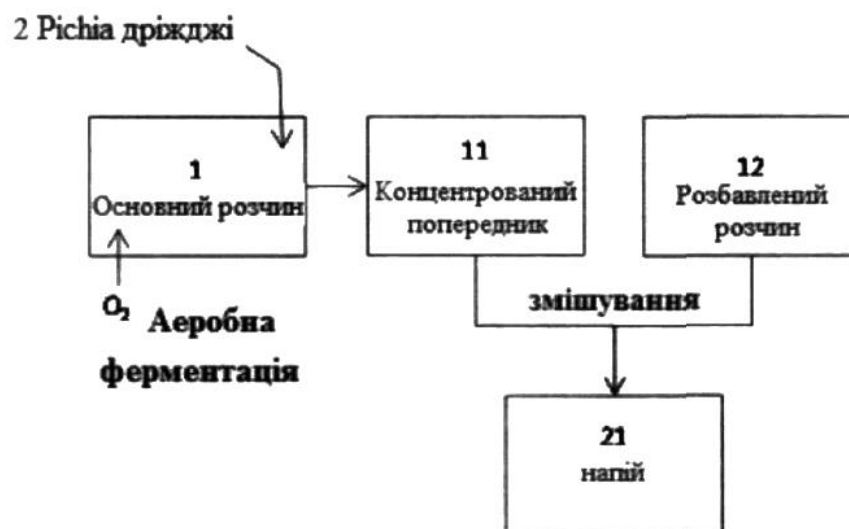 2 Pichia дріжджі
1
Основний розчин
11
Концентрований
попередник
12
Розбавлений
розчин
O₂ Аеробна
ферментація
змішування
21
напій